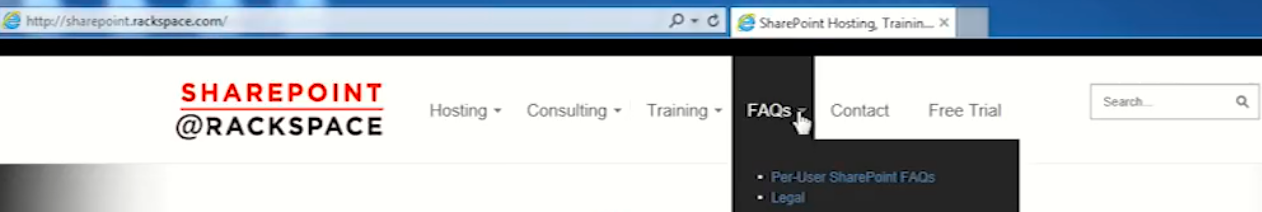 http://sharepoint.rackspace.com/
SharePoint Hosting, Trainin...
SHAREPOINT
@RACKSPACE
Hosting
Consulting
Training
FAQs
Contact
Free Trial
Search...
Per-User SharePoint FAQs
Legal